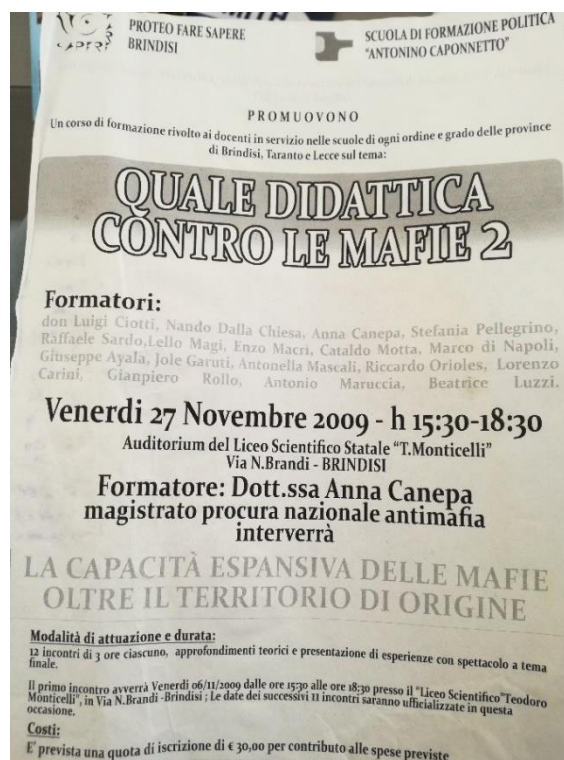 SAPERE
PROTEO FARE SAPERE
BRINDISI
SCUOLA DI FORMAZIONE POLITICA
"ANTONINO CAPONNETTO"
PROMUOVONO
Un corso di formazione rivolto ai docenti in servizio nelle scuole di ogni ordine e grado delle province
di Brindisi, Taranto e Lecce sul tema:
QUALE DIDATTICA
CONTRO LE MAFIE 2
Formatori:
don Luigi Ciotti, Nando Dalla Chiesa, Anna Canepa, Stefania Pellegrino,
Raffaele Sardo,Lello Magi, Enzo Macrì, Cataldo Motta, Marco di Napoli,
Giuseppe Ayala, Jole Garuti, Antonella Mascali, Riccardo Orioles, Lorenzo
Carini, Gianpiero Rollo, Antonio Maruccia, Beatrice Luzzi.
Venerdi 27 Novembre 2009 - h 15:30-18:30
Auditorium del Liceo Scientifico Statale "T.Monticelli"
Via N.Brandi - BRINDISI
Formatore: Dott.ssa Anna Canepa
magistrato procura nazionale antimafia
interverrà
LA CAPACITÀ ESPANSIVA DELLE MAFIE
OLTRE IL TERRITORIO DI ORIGINE
Modalità di attuazione e durata:
12 incontri di 3 ore ciascuno, approfondimenti teorici e presentazione di esperienze con spettacolo a tema
finale.
Il primo incontro avverrà Venerdi 06/11/2009 dalle ore 15:30 alle ore 18:30 presso il "Liceo Scientifico"Teodoro
Monticelli", in Via N.Brandi -Brindisi ; Le date dei successivi 11 incontri saranno ufficializzate in questa
occasione.
Costi:
E' prevista una quota di iscrizione di € 30,00 per contributo alle spese previste